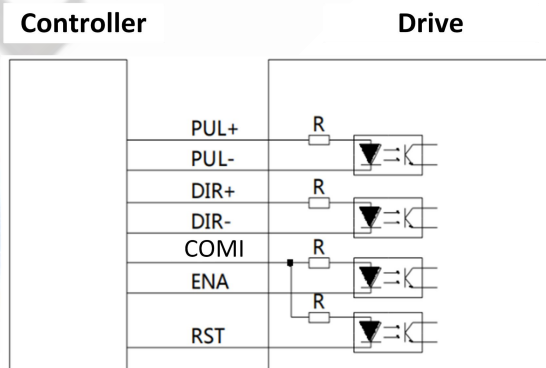 Controller Drive
PUL+ R
PUL-
DIR+ R
DIR-
COMI R
ENA
R
RST